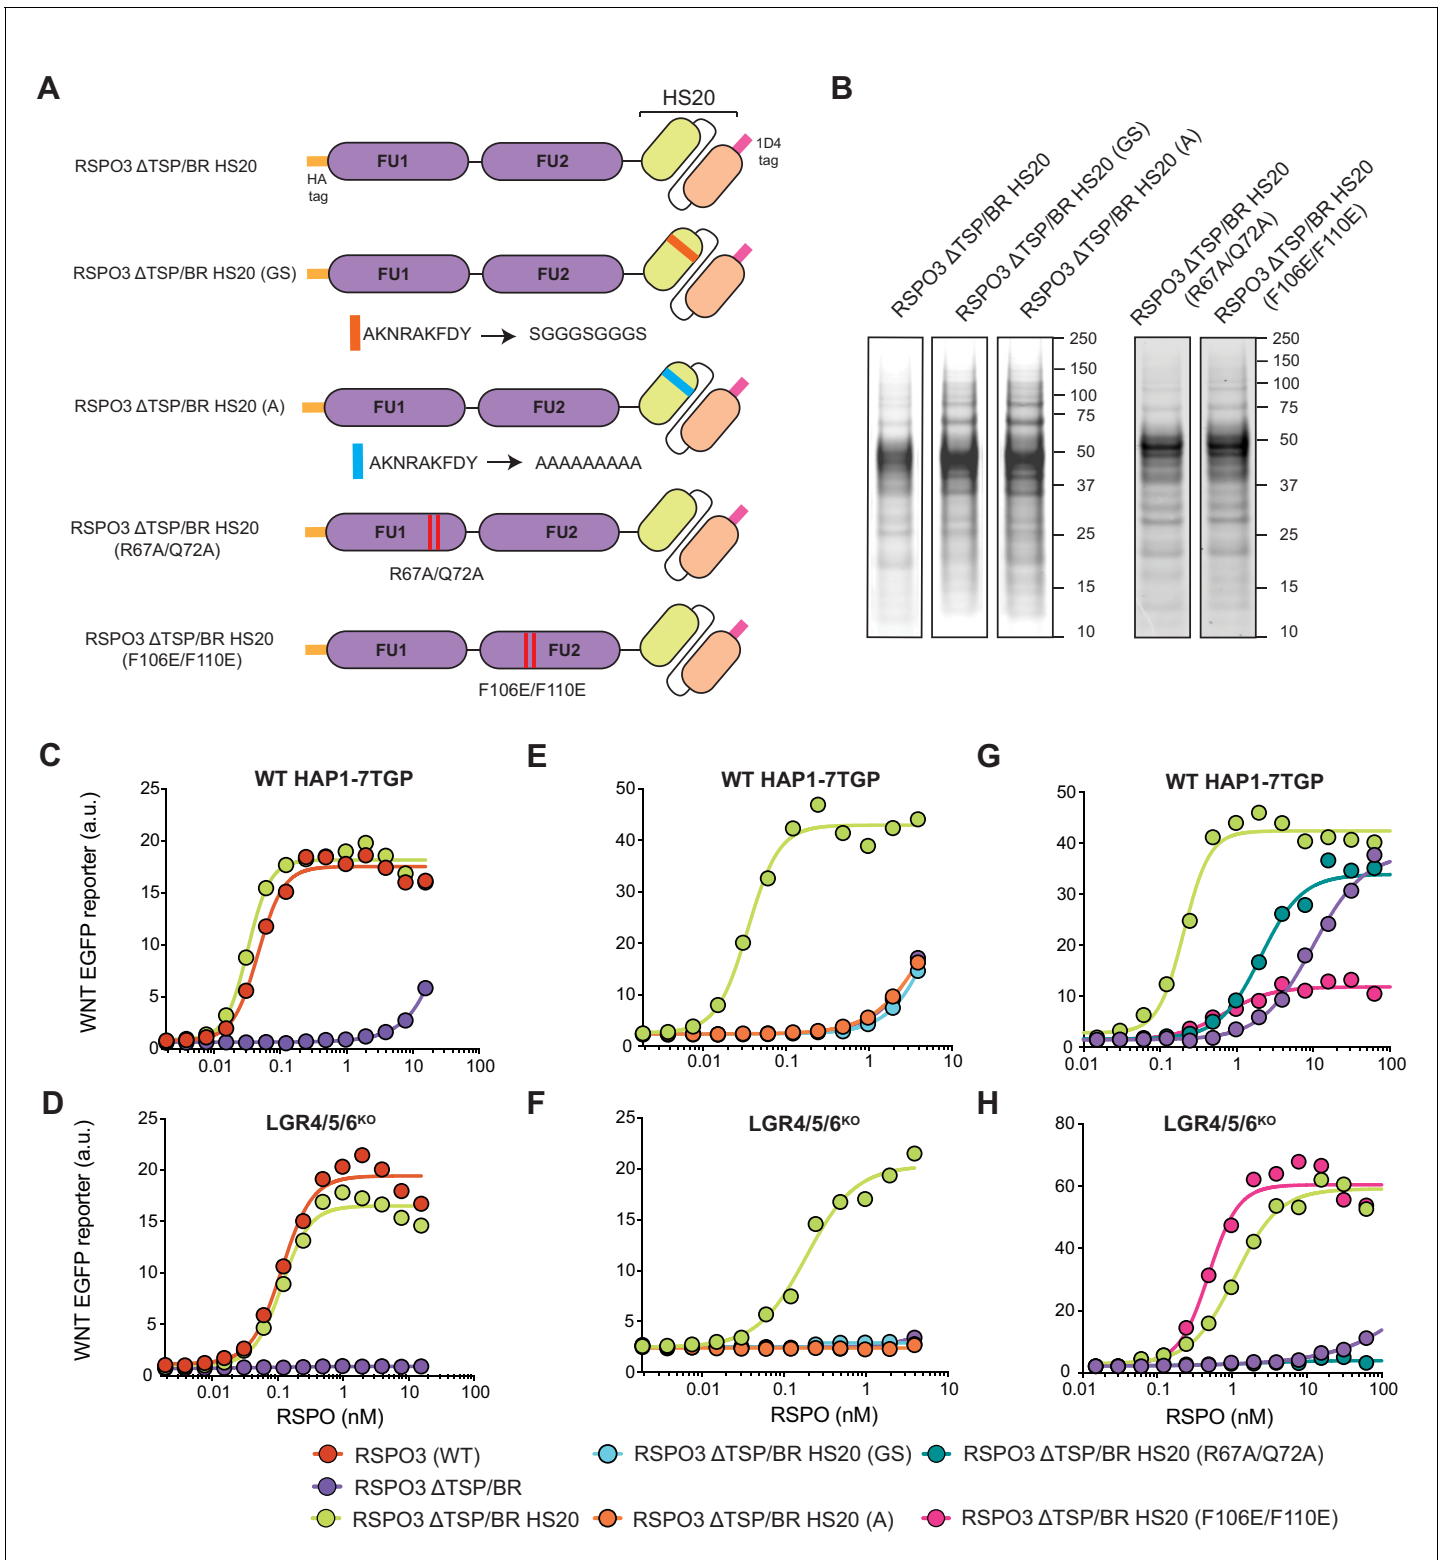 A
HS20
RSPO3 ΔTSP/BR HS20
FU1
FU2
HA
tag
1D4
tag
RSPO3 ΔTSP/BR HS20 (GS)
FU1
FU2
AKNRAKFDY → SGGGSGGGS
RSPO3 ΔTSP/BR HS20 (A)
FU1
FU2
AKNRAKFDY → AAAAAAAAA
RSPO3 ΔTSP/BR HS20
(R67A/Q72A)
FU1
FU2
R67A/Q72A
RSPO3 ΔTSP/BR HS20
(F106E/F110E)
FU1
FU2
F106E/F110E
B
RSPO3 ΔTSP/BR HS20
RSPO3 ΔTSP/BR HS20 (GS)
RSPO3 ΔTSP/BR HS20 (A)
RSPO3 ΔTSP/BR HS20
(R67A/Q72A)
RSPO3 ΔTSP/BR HS20
(F106E/F110E)
250
150
100
75
50
37
25
15
10
250
150
100
75
50
37
25
15
10
C
WT HAP1-7TGP
WNT EGFP reporter (a.u.)
25
20
15
10
5
0
0.01 0.1 1 10 100
E
WT HAP1-7TGP
50
40
30
20
10
0
0.01 0.1 1 10
G
WT HAP1-7TGP
50
40
30
20
10
0
0.01 0.1 1 10 100
D
LGR4/5/6KO
WNT EGFP reporter (a.u.)
25
20
15
10
5
0
0.01 0.1 1 10 100
RSPO (nM)
F
LGR4/5/6KO
25
20
15
10
5
0
0.01 0.1 1 10
RSPO (nM)
H
LGR4/5/6KO
80
60
40
20
0
0.01 0.1 1 10 100
RSPO (nM)
RSPO3 (WT)
RSPO3 ΔTSP/BR
RSPO3 ΔTSP/BR HS20
RSPO3 ΔTSP/BR HS20 (GS)
RSPO3 ΔTSP/BR HS20 (A)
RSPO3 ΔTSP/BR HS20 (R67A/Q72A)
RSPO3 ΔTSP/BR HS20 (F106E/F110E)